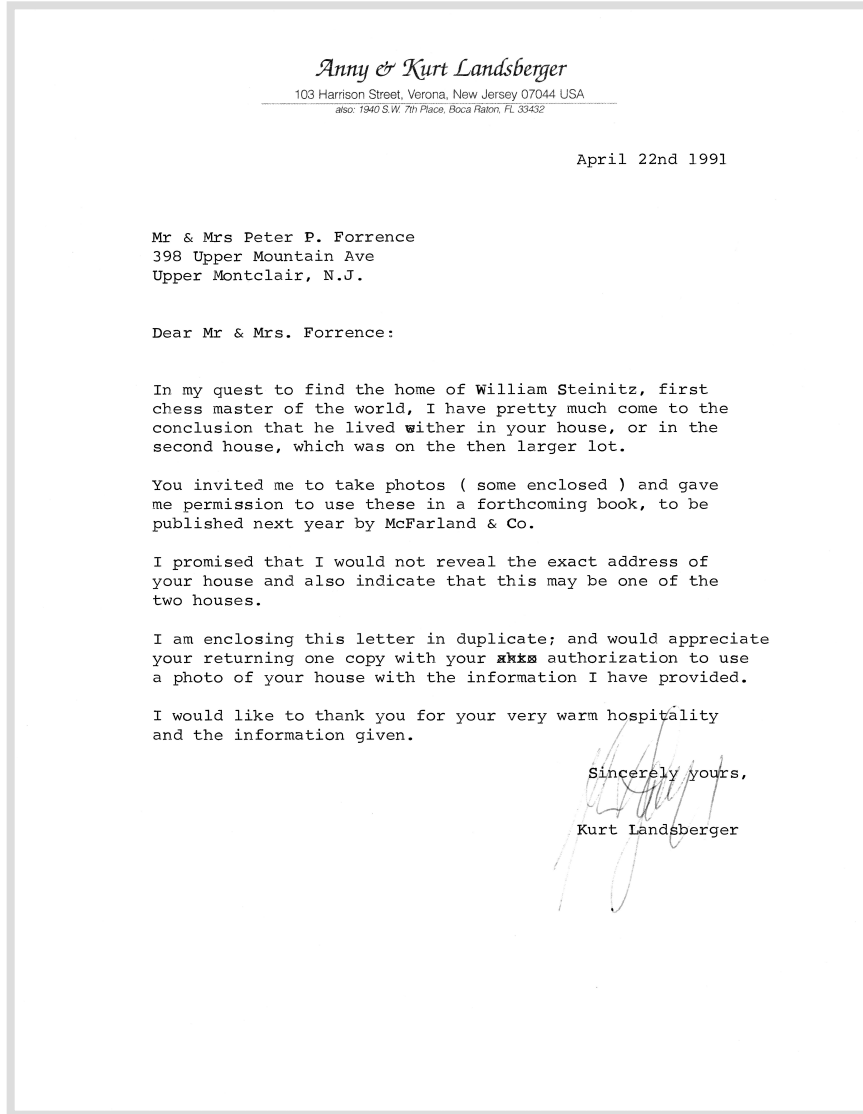 Anny & Kurt Landsberger
103 Harrison Street, Verona, New Jersey 07044 USA
also: 1940 S.W. 7th Place, Boca Raton, FL 33432
April 22nd 1991
Mr & Mrs Peter P. Forrence
398 Upper Mountain Ave
Upper Montclair, N.J.
Dear Mr & Mrs. Forrence:
In my quest to find the home of William Steinitz, first
chess master of the world, I have pretty much come to the
conclusion that he lived wither in your house, or in the
second house, which was on the then larger lot.
You invited me to take photos ( some enclosed ) and gave
me permission to use these in a forthcoming book, to be
published next year by McFarland & Co.
I promised that I would not reveal the exact address of
your house and also indicate that this may be one of the
two houses.
I am enclosing this letter in duplicate; and would appreciate
your returning one copy with your authorization to use
a photo of your house with the information I have provided.
I would like to thank you for your very warm hospitality
and the information given.
Sincerely yours,
Kurt Landsberger